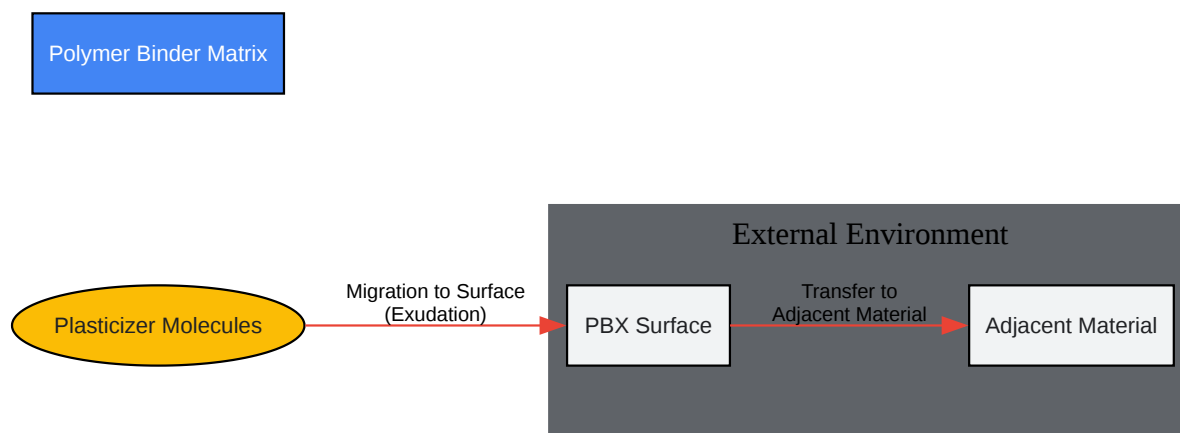 Polymer Binder Matrix
External Environment
Plasticizer Molecules
Migration to Surface
(Exudation)
PBX Surface
Transfer to
Adjacent Material
Adjacent Material